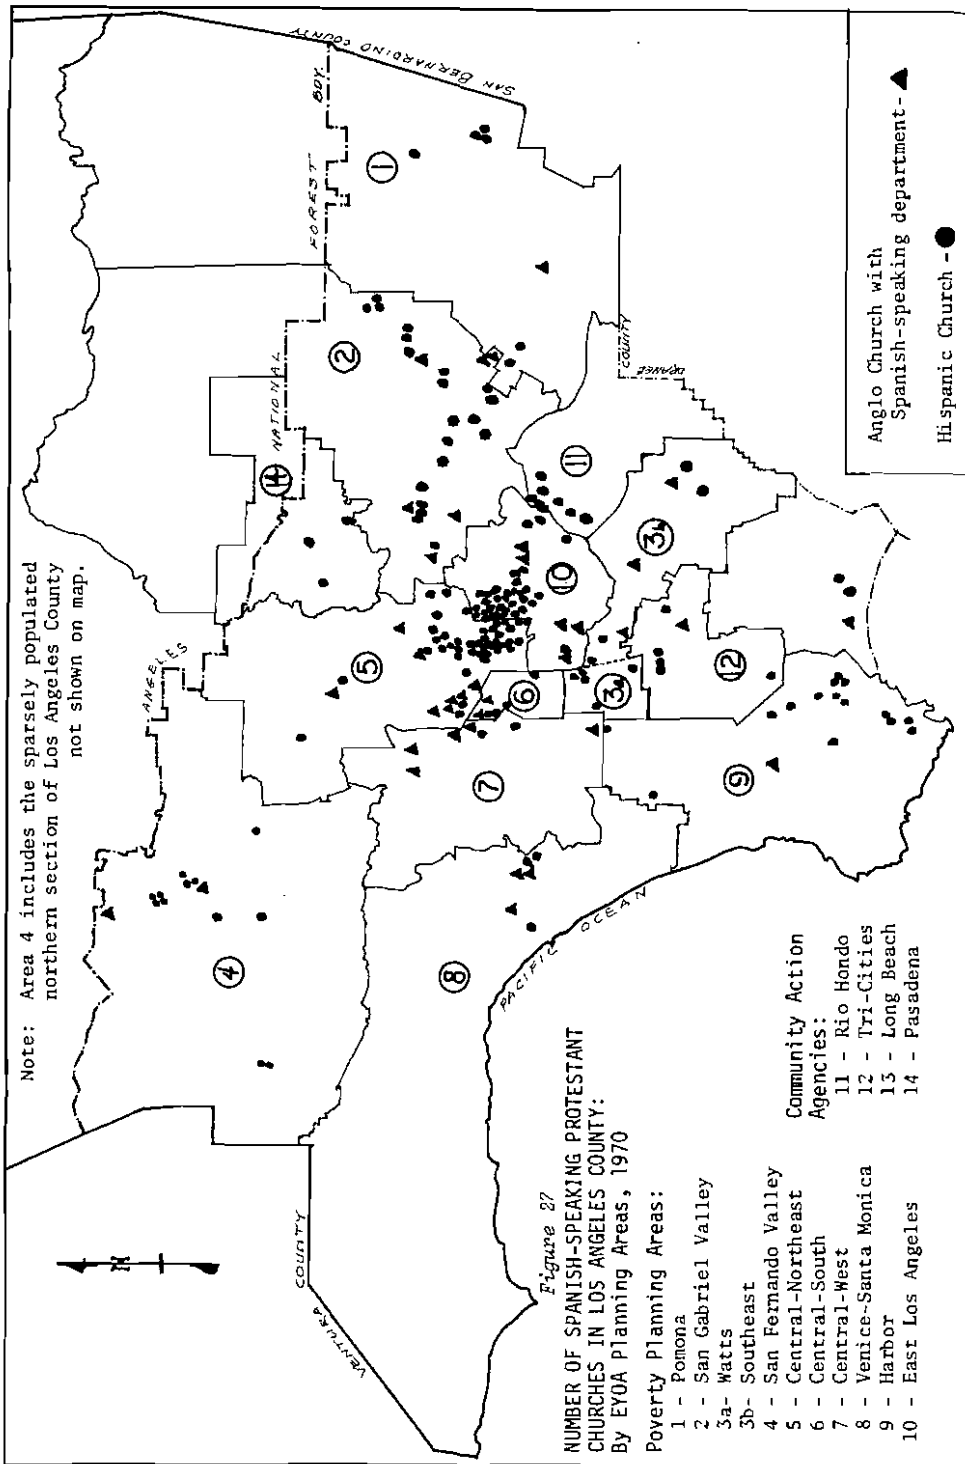 Note: Area 4 includes the sparsely populated
northern section of Los Angeles County
not shown on map.
N
ANGELES
NATIONAL
FOREST
BDY.
SAN BERNARDINO COUNTY
VENTURA
COUNTY
PACIFIC
OCEAN
ORANGE
COUNTY
4
5
14
2
1
8
7
6
10
11
3a
3b
12
9
Figure 27
NUMBER OF SPANISH-SPEAKING PROTESTANT
CHURCHES IN LOS ANGELES COUNTY:
By EYOA Planning Areas, 1970
Poverty Planning Areas:
1 - Pomona
2 - San Gabriel Valley
3a- Watts
3b- Southeast
4 - San Fernando Valley
5 - Central-Northeast
6 - Central-South
7 - Central-West
8 - Venice-Santa Monica
9 - Harbor
10 - East Los Angeles
Community Action
Agencies:
11 - Rio Hondo
12 - Tri-Cities
13 - Long Beach
14 - Pasadena
Anglo Church with
Spanish-speaking department-
Hispanic Church -